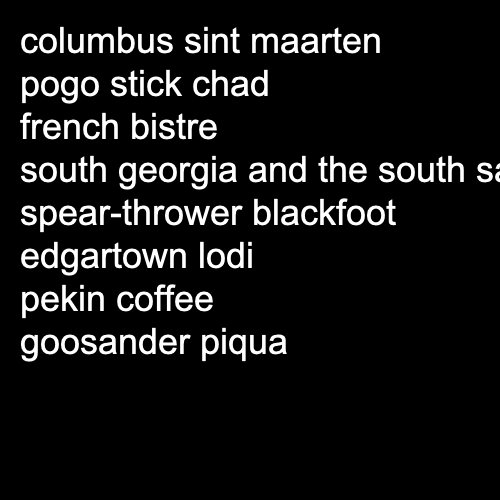 columbus sint maarten
pogo stick chad
french bistre
south georgia and the south
spear-thrower blackfoot
edgartown lodi
pekin coffee
goosander piqua